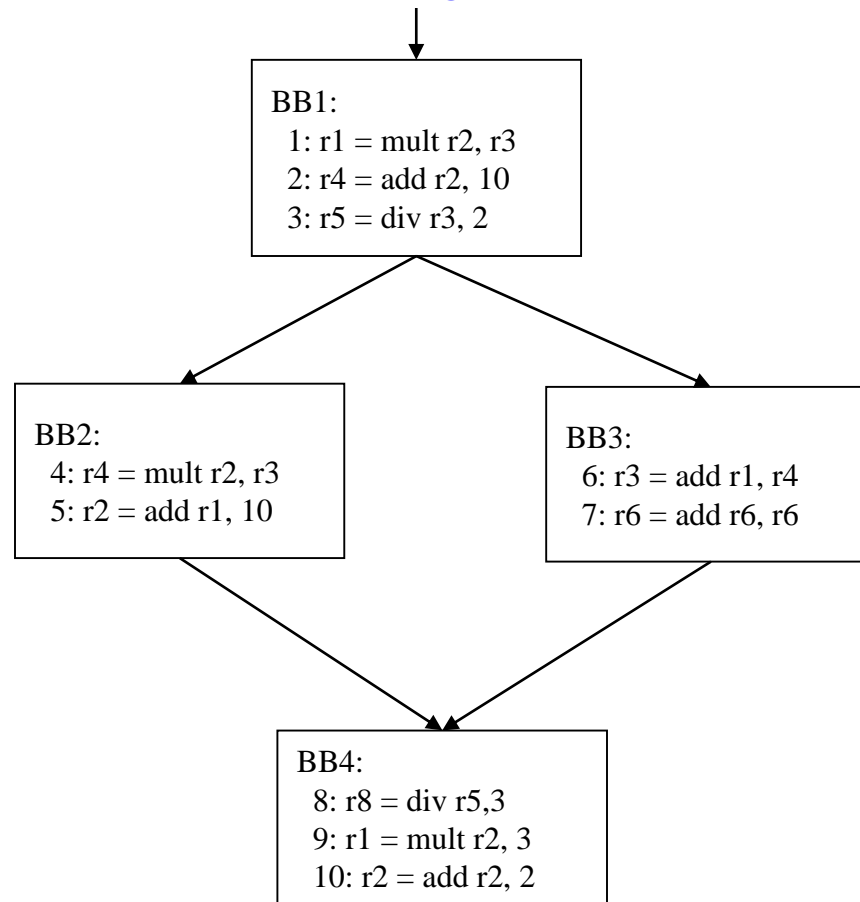 BB1:
1: r1 = mult r2, r3
2: r4 = add r2, 10
3: r5 = div r3, 2
BB2:
4: r4 = mult r2, r3
5: r2 = add r1, 10
BB3:
6: r3 = add r1, r4
7: r6 = add r6, r6
BB4:
8: r8 = div r5,3
9: r1 = mult r2, 3
10: r2 = add r2, 2